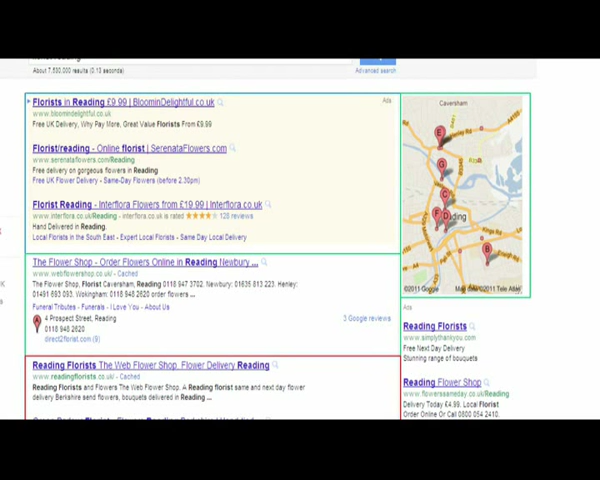 About 7,530,000 results (0.13 seconds)
Advanced search
Florists in Reading £9.99 | BloominDelightful.co.uk
Ads
www.bloomindelightful.co.uk
Free UK Delivery, Why Pay More, Great Value Florists From £9.99
Florist/reading - Online florist | SerenataFlowers.com
www.serenataflowers.com/Reading
Free delivery on gorgeous flowers in Reading
Free UK Flower Delivery - Same-Day Flowers (before 2.30pm)
Florist Reading - Interflora Flowers from £19.99 | Interflora.co.uk
www.interflora.co.uk/Reading - interflora.co.uk is rated 128 reviews
Hand Delivered in Reading.
Local Florists in the South East - Expert Local Florists - Same Day Local Delivery
The Flower Shop - Order Flowers Online in Reading Newbury ...
www.webflowershop.co.uk/ - Cached
The Flower Shop, Florist Caversham, Reading 0118 947 3702. Newbury: 01635 813 223. Henley:
01491 693 093. Wokingham: 0118 948 2620 order flowers ...
Funeral Tributes - Funerals - I Love You - About Us
A
4 Prospect Street, Reading
0118 948 2620
direct2florist.com (9)
3 Google reviews
Reading Florists The Web Flower Shop, Flower Delivery Reading
www.readingflorists.co.uk/ - Cached
Reading Florists and Flowers The Web Flower Shop. A Reading florist same and next day flower
delivery Berkshire send flowers, bouquets delivered in Reading ...
Caversham
E
G
C
F
D
B
©2011 Google
Map data ©2011 Tele Atlas
Ads
Reading Florists
www.simplythankyou.com
Free Next Day Delivery
Stunning range of bouquets
Reading Flower Shop
www.flowerssameday.co.uk/Reading
Delivery Today £4.99. Local Florist
Order Online Or Call 0800 054 2410.